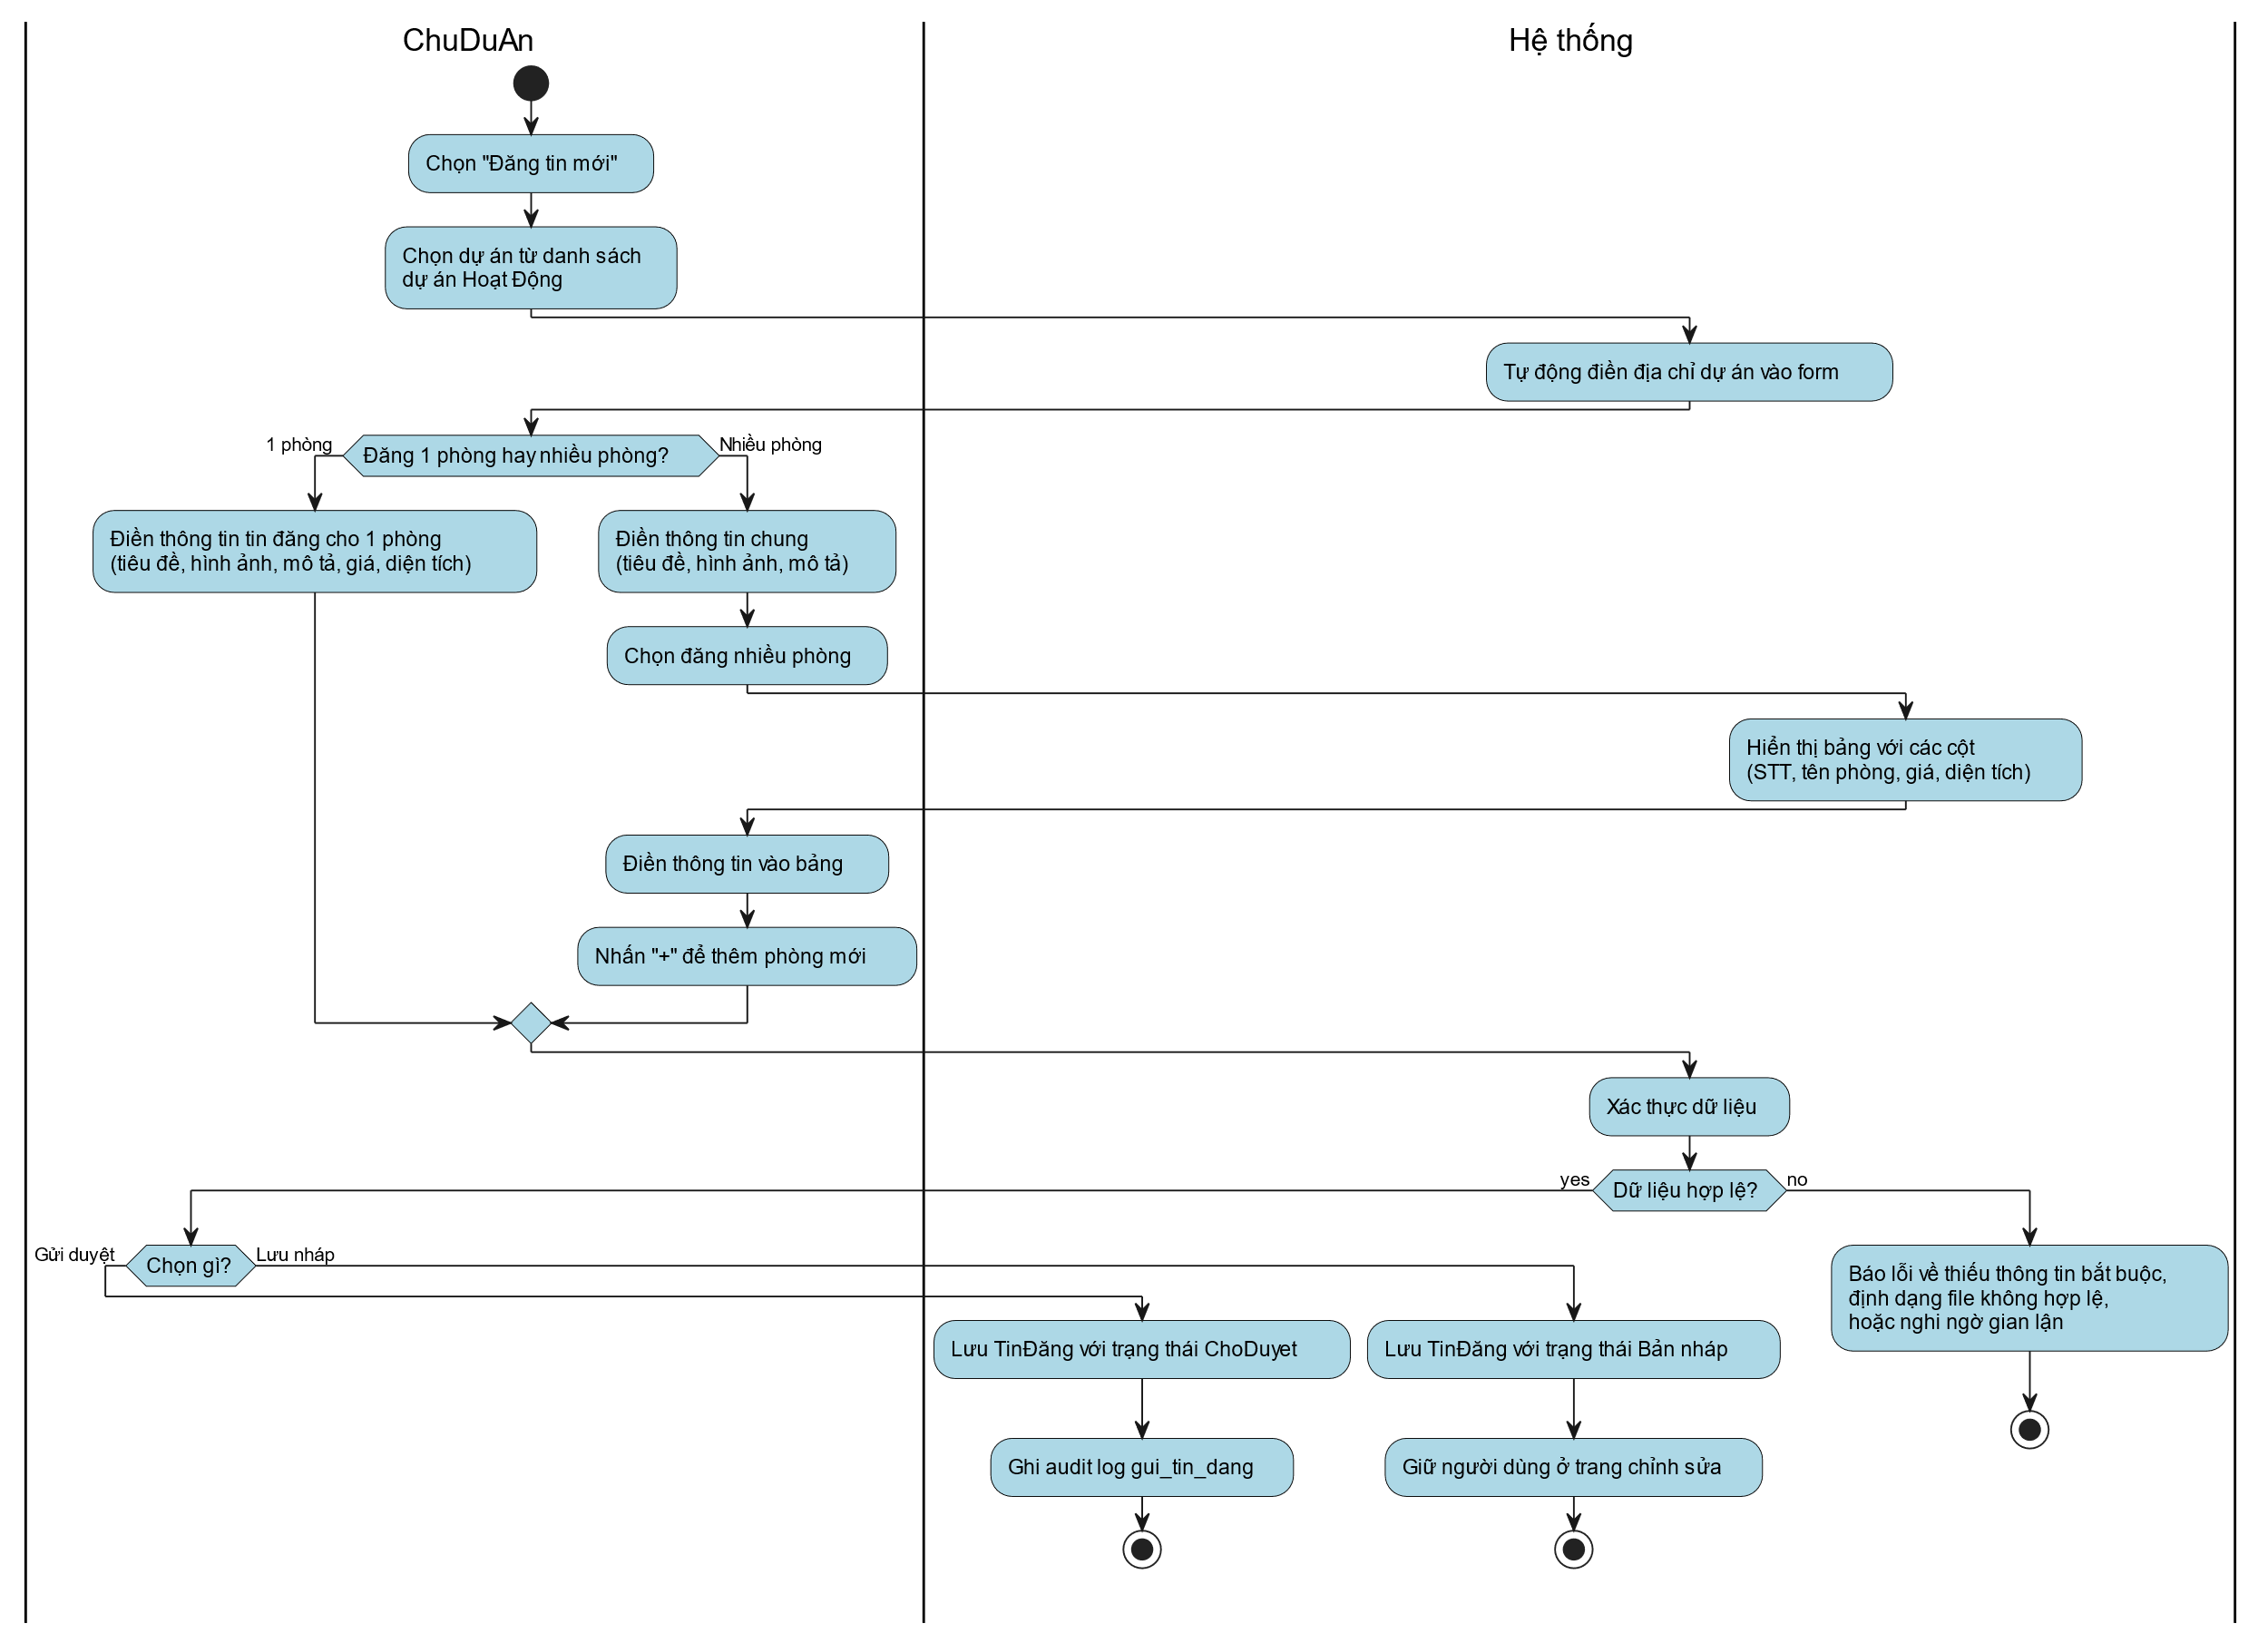 ChuDuAn
Hệ thống
Chọn "Đăng tin mới"
Chọn dự án từ danh sách
dự án Hoạt Động
Tự động điền địa chỉ dự án vào form
1 phòng
Đăng 1 phòng hay nhiều phòng?
Nhiều phòng
Điền thông tin tin đăng cho 1 phòng
(tiêu đề, hình ảnh, mô tả, giá, diện tích)
Điền thông tin chung
(tiêu đề, hình ảnh, mô tả)
Chọn đăng nhiều phòng
Hiển thị bảng với các cột
(STT, tên phòng, giá, diện tích)
Điền thông tin vào bảng
Nhấn "+" để thêm phòng mới
Xác thực dữ liệu
yes
Dữ liệu hợp lệ?
no
Gửi duyệt
Chọn gì?
Lưu nháp
Báo lỗi về thiếu thông tin bắt buộc,
định dạng file không hợp lệ,
hoặc nghi ngờ gian lận
Lưu TinĐăng với trạng thái ChoDuyet
Lưu TinĐăng với trạng thái Bản nháp
Ghi audit log gui_tin_dang
Giữ người dùng ở trang chỉnh sửa